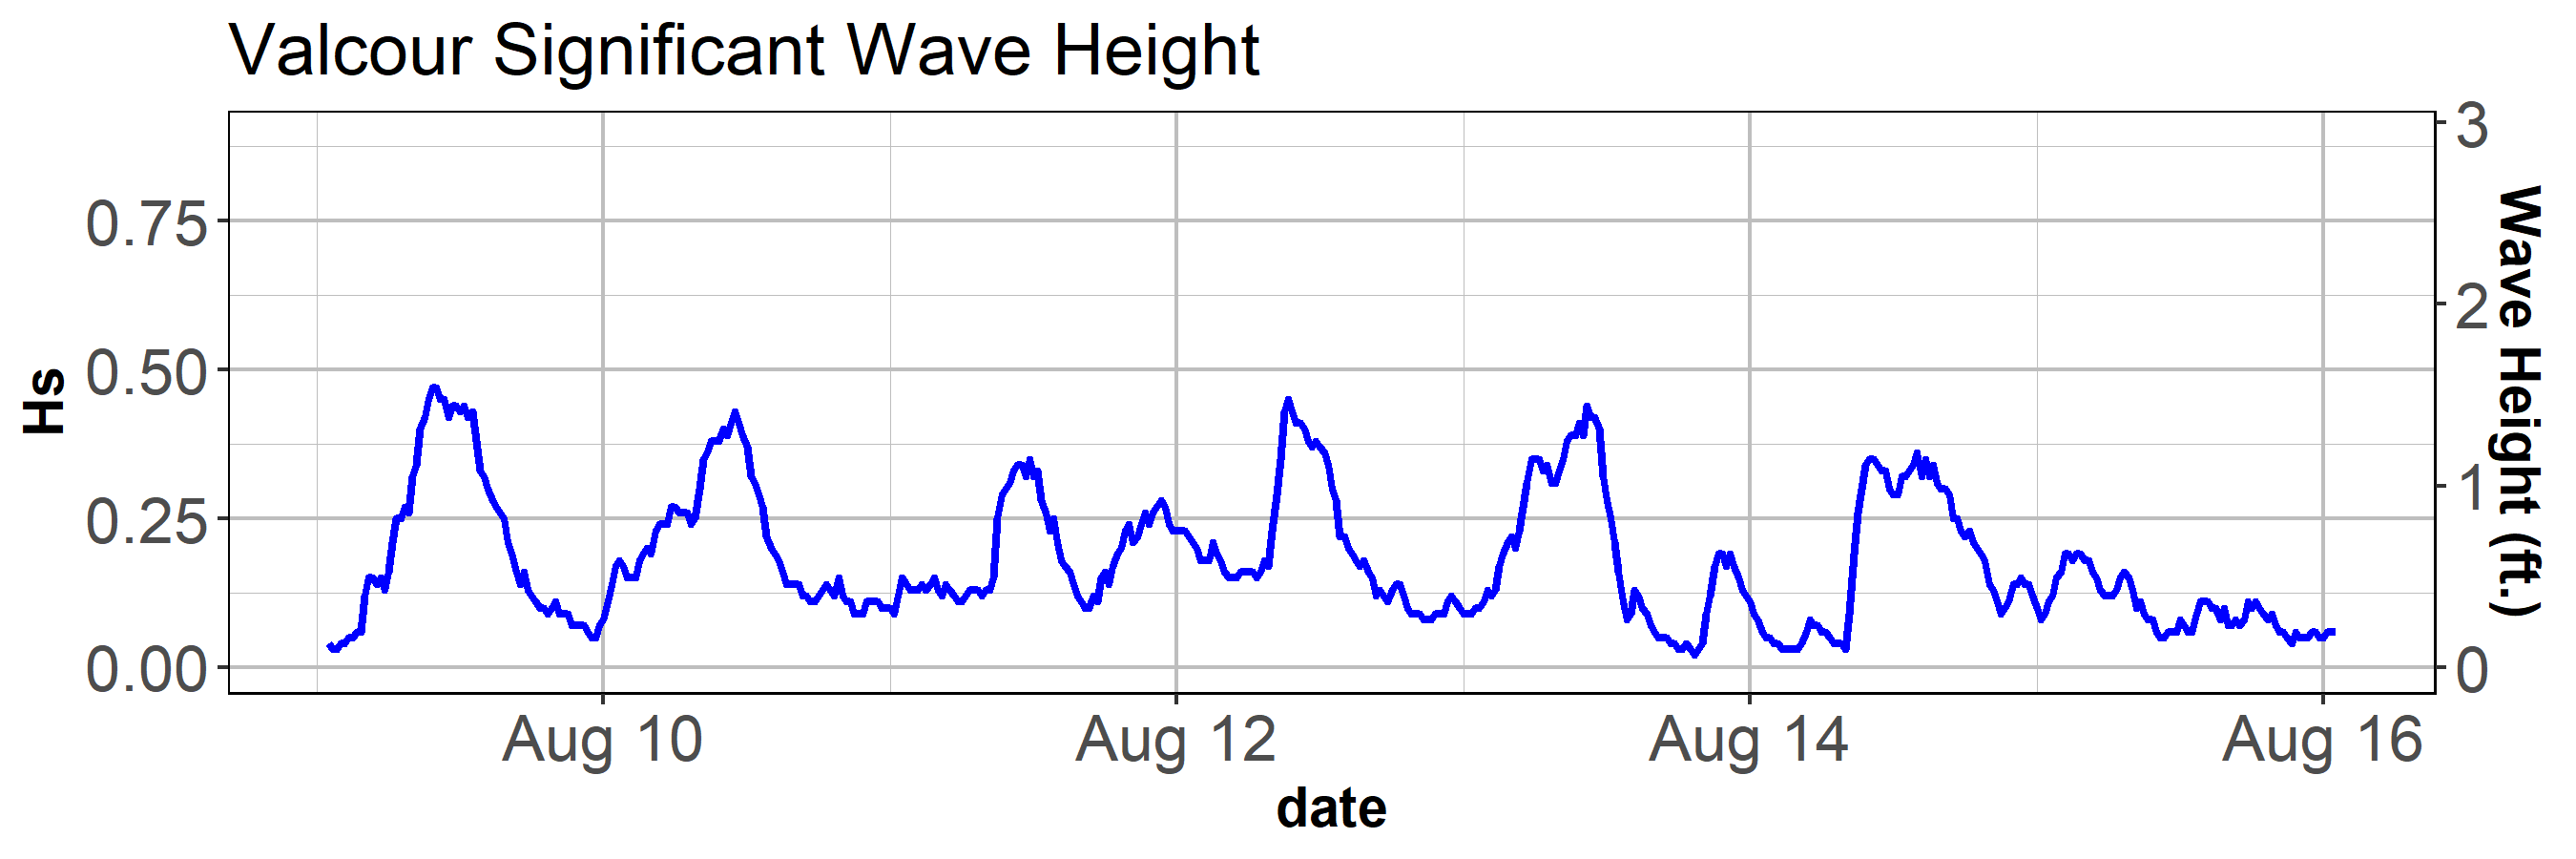 Valcour Significant Wave Height
Hs
0.75
0.50
0.25
0.00
3
2
1
0
Wave Height (ft.)
Aug 10
Aug 12
Aug 14
Aug 16
date